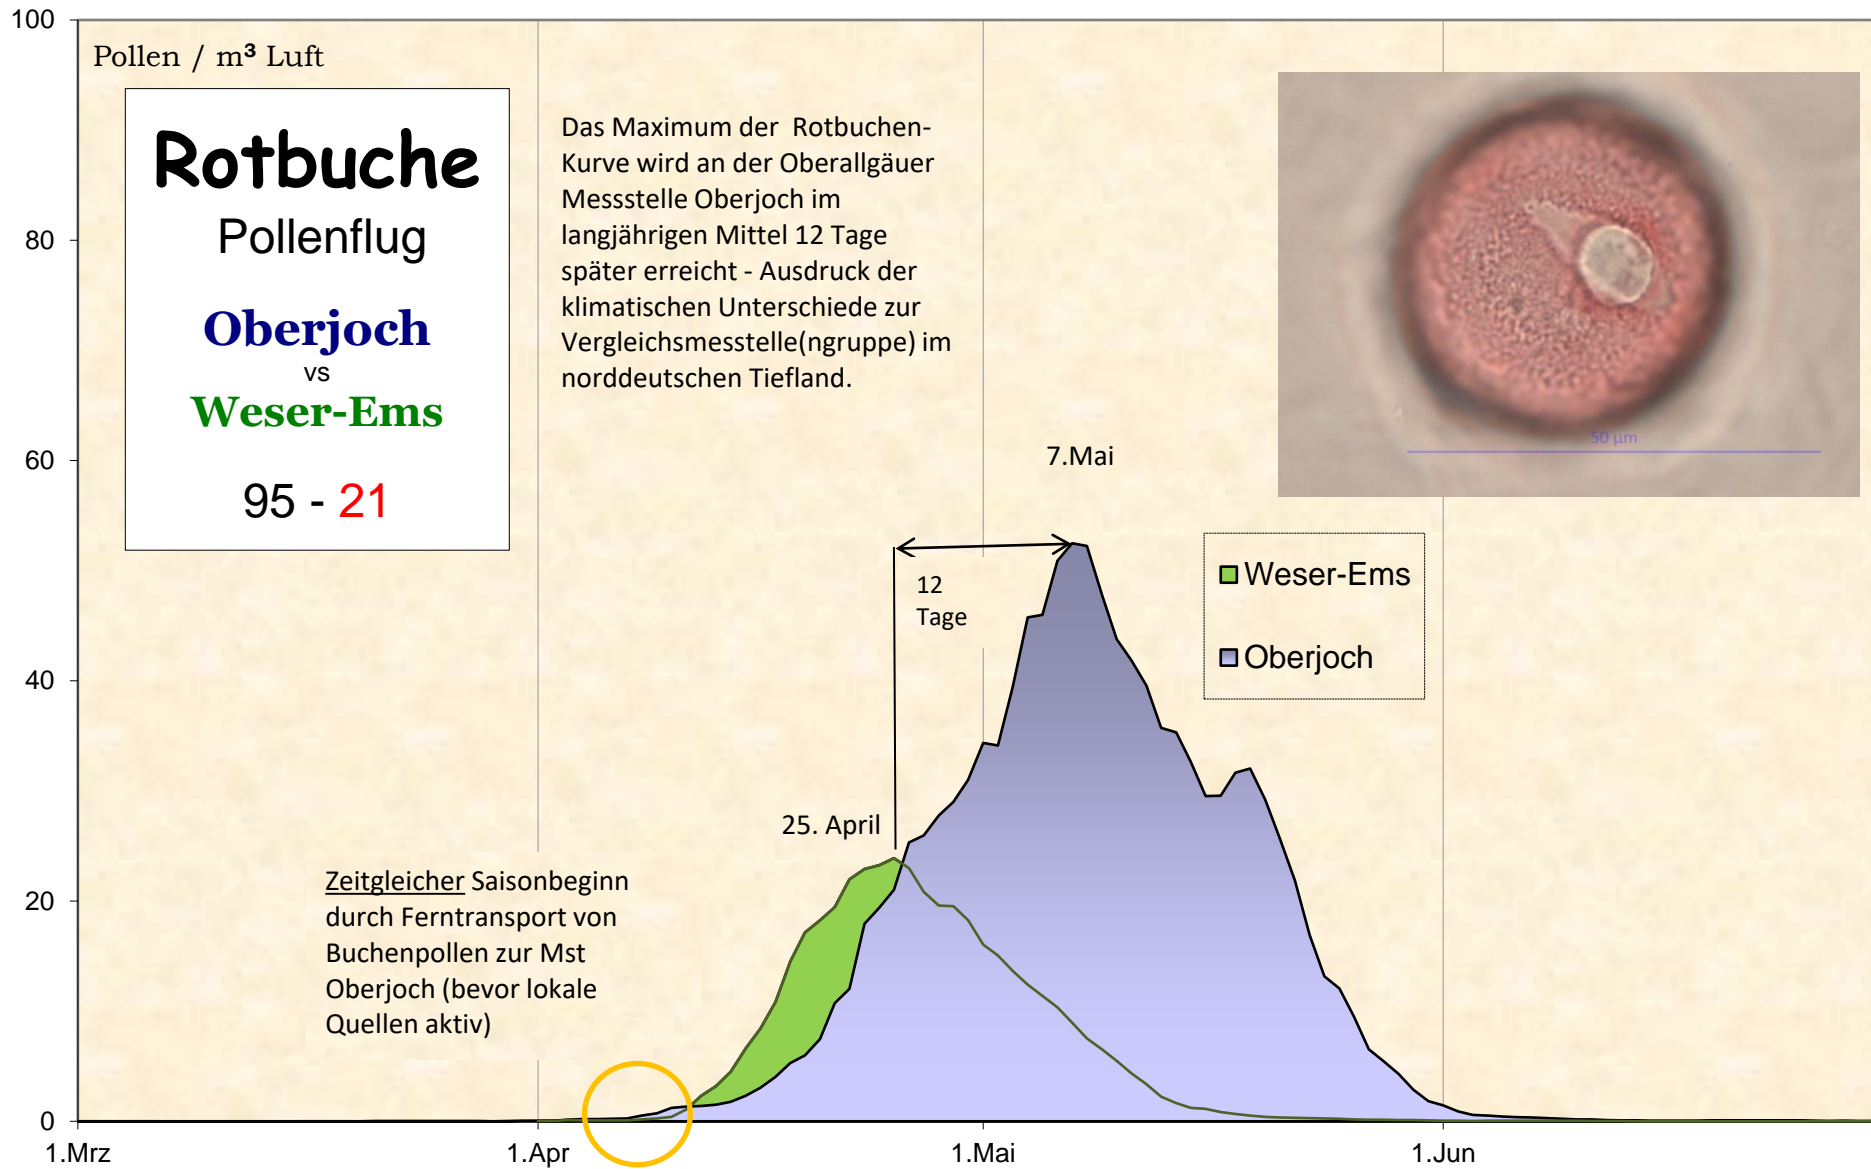 100
Pollen / m³ Luft
Rotbuche
Pollenflug
Oberjoch
vs
Weser-Ems
95 - 21
Das Maximum der  Rotbuchen-
Kurve wird an der Oberallgäuer
Messstelle Oberjoch im
langjährigen Mittel 12 Tage
später erreicht - Ausdruck der
klimatischen Unterschiede zur
Vergleichsmesstelle(ngruppe) im
norddeutschen Tiefland.
50 µm
80
60
7.Mai
12
Tage
Weser-Ems
Oberjoch
40
25. April
Zeitgleicher Saisonbeginn
durch Ferntransport von
Buchenpollen zur Mst
Oberjoch (bevor lokale
Quellen aktiv)
20
0
1.Mrz
1.Apr
1.Mai
1.Jun